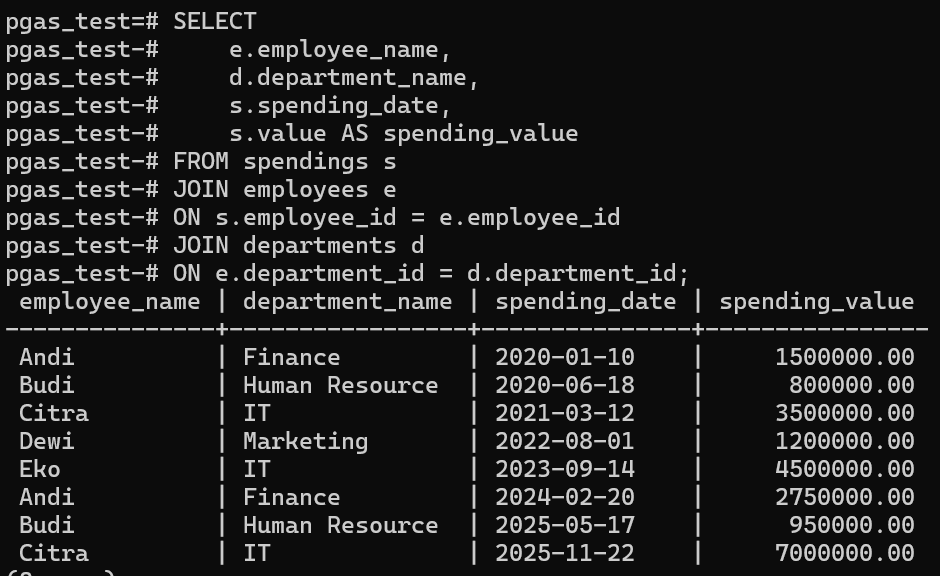 pgas_test=# SELECT
pgas_test-#     e.employee_name,
pgas_test-#     d.department_name,
pgas_test-#     s.spending_date,
pgas_test-#     s.value AS spending_value
pgas_test-# FROM spendings s
pgas_test-# JOIN employees e
pgas_test-# ON s.employee_id = e.employee_id
pgas_test-# JOIN departments d
pgas_test-# ON e.department_id = d.department_id;
 employee_name | department_name | spending_date | spending_value
---------------+-----------------+---------------+----------------
 Andi          | Finance         | 2020-01-10    |     1500000.00
 Budi          | Human Resource  | 2020-06-18    |      800000.00
 Citra         | IT              | 2021-03-12    |     3500000.00
 Dewi          | Marketing       | 2022-08-01    |     1200000.00
 Eko           | IT              | 2023-09-14    |     4500000.00
 Andi          | Finance         | 2024-02-20    |     2750000.00
 Budi          | Human Resource  | 2025-05-17    |      950000.00
 Citra         | IT              | 2025-11-22    |     7000000.00